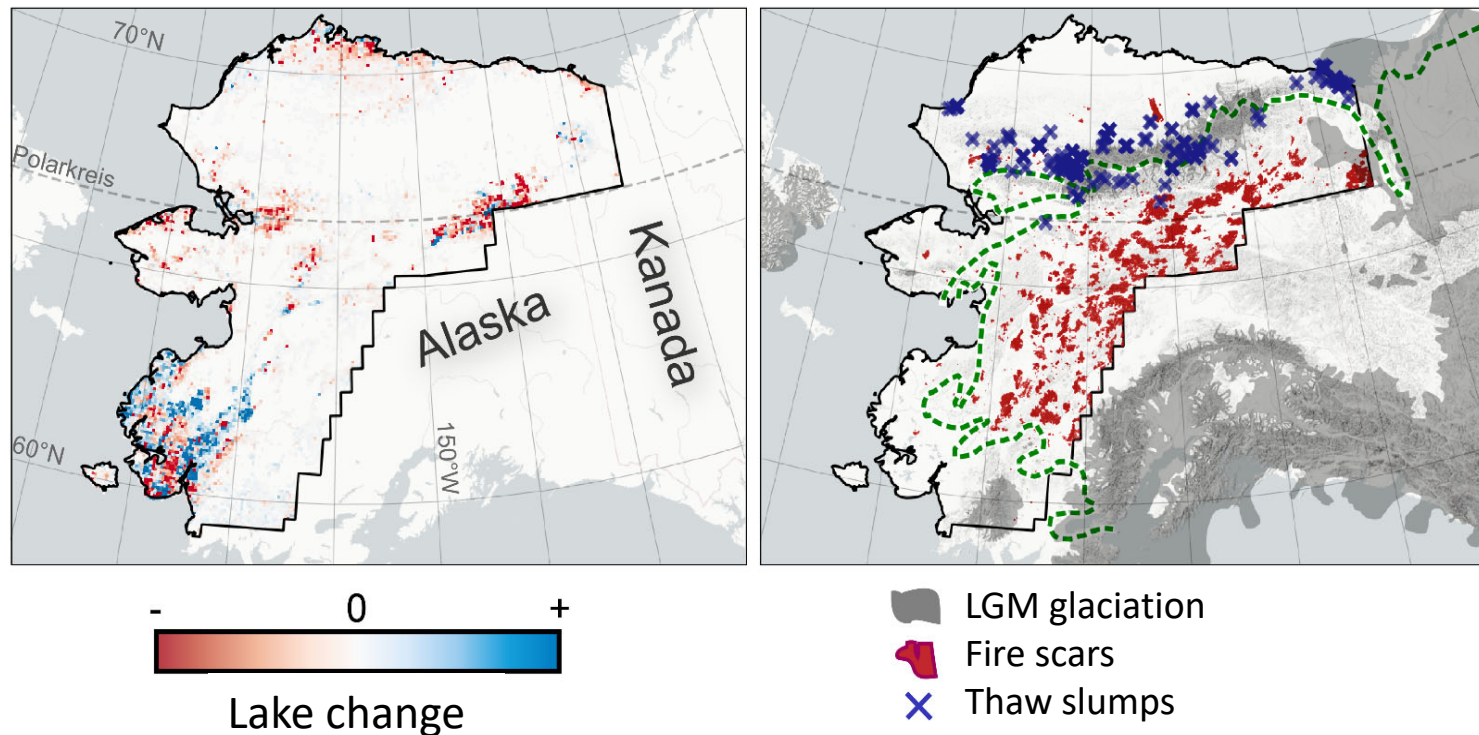 70°N
Polarkreis
Alaska
Kanada
60°N
150°W
- 0 +
Lake change
LGM glaciation
Fire scars
Thaw slumps